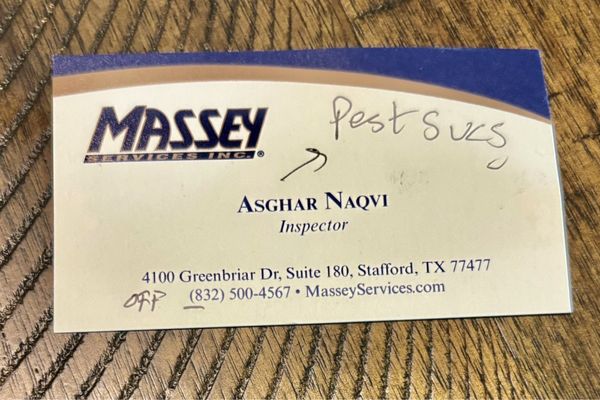 MASSEY
SERVICES INC.®
Pest Svcs
ASGHAR NAQVI
Inspector
4100 Greenbriar Dr, Suite 180, Stafford, TX 77477
OFF (832) 500-4567 • MasseyServices.com